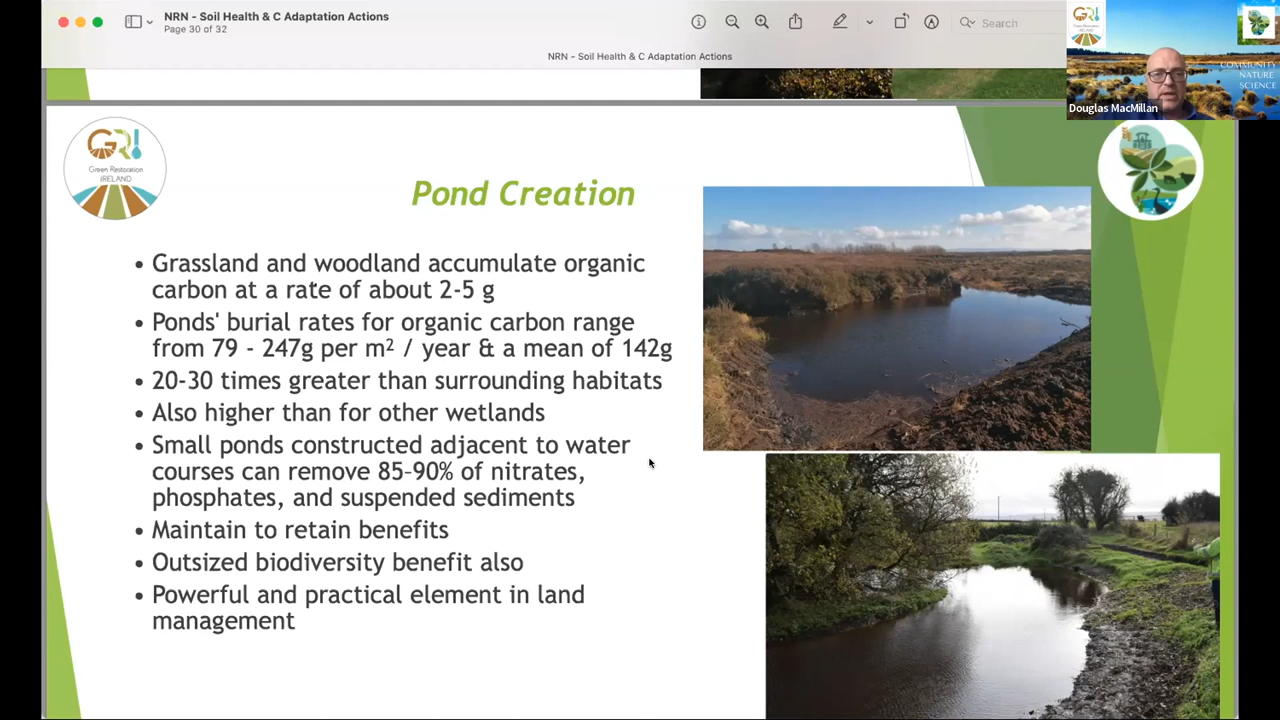 NRN - Soil Health & C Adaptation Actions
Page 30 of 32
Search
NRN - Soil Health & C Adaptation Actions
GRI
COMMUNITY
NATURE
SCIENCE
Douglas MacMillan
GRI
Green Restoration
IRELAND
Pond Creation
• Grassland and woodland accumulate organic
carbon at a rate of about 2-5 g
• Ponds' burial rates for organic carbon range
from 79 - 247g per m² / year & a mean of 142g
• 20-30 times greater than surrounding habitats
• Also higher than for other wetlands
• Small ponds constructed adjacent to water
courses can remove 85-90% of nitrates,
phosphates, and suspended sediments
• Maintain to retain benefits
• Outsized biodiversity benefit also
• Powerful and practical element in land
management